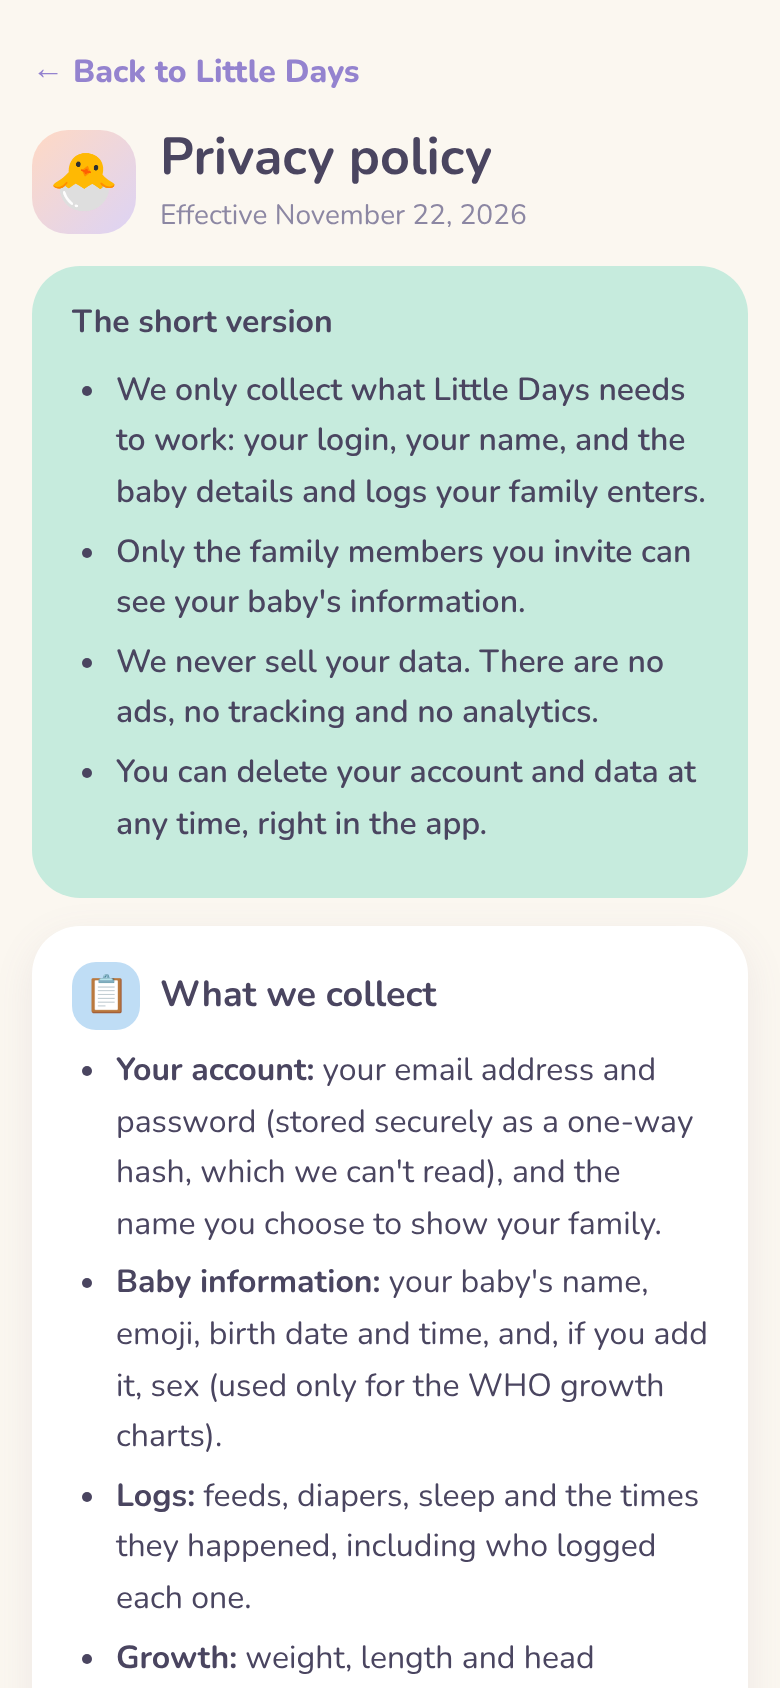 ← Back to Little Days
Privacy policy
Effective November 22, 2026
The short version
• We only collect what Little Days needs
to work: your login, your name, and the
baby details and logs your family enters.
• Only the family members you invite can
see your baby's information.
• We never sell your data. There are no
ads, no tracking and no analytics.
• You can delete your account and data at
any time, right in the app.
What we collect
• Your account: your email address and
password (stored securely as a one-way
hash, which we can't read), and the
name you choose to show your family.
• Baby information: your baby's name,
emoji, birth date and time, and, if you add
it, sex (used only for the WHO growth
charts).
• Logs: feeds, diapers, sleep and the times
they happened, including who logged
each one.
• Growth: weight, length and head